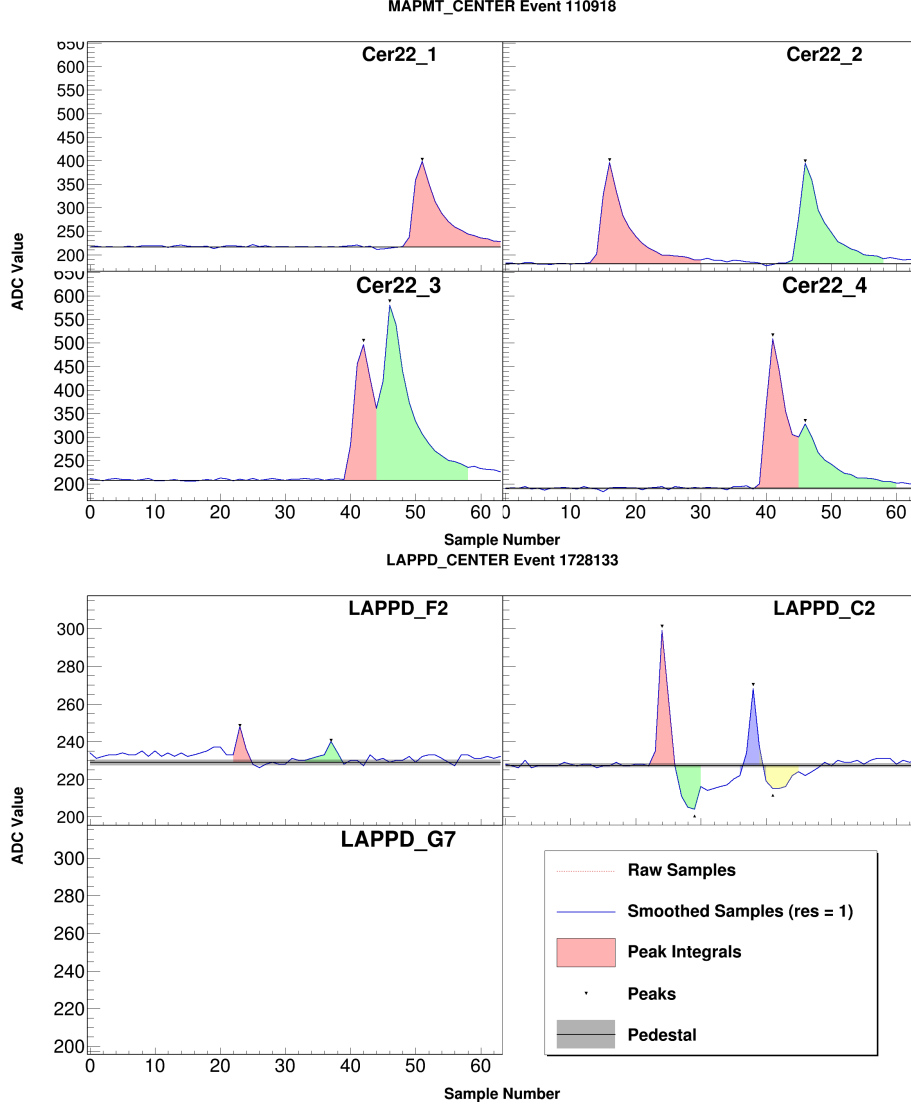 MAPMT_CENTER Event 110918
Cer22_1
Cer22_2
650
600
550
500
450
400
350
300
250
200
Cer22_3
Cer22_4
650
600
550
500
450
400
350
300
250
200
ADC Value
0 10 20 30 40 50 60
10 20 30 40 50 60
Sample Number
LAPPD_CENTER Event 1728133
LAPPD_F2
LAPPD_C2
300
280
260
240
220
200
LAPPD_G7
300
280
260
240
220
200
ADC Value
0 10 20 30 40 50 60
Sample Number
Raw Samples
Smoothed Samples (res = 1)
Peak Integrals
Peaks
Pedestal